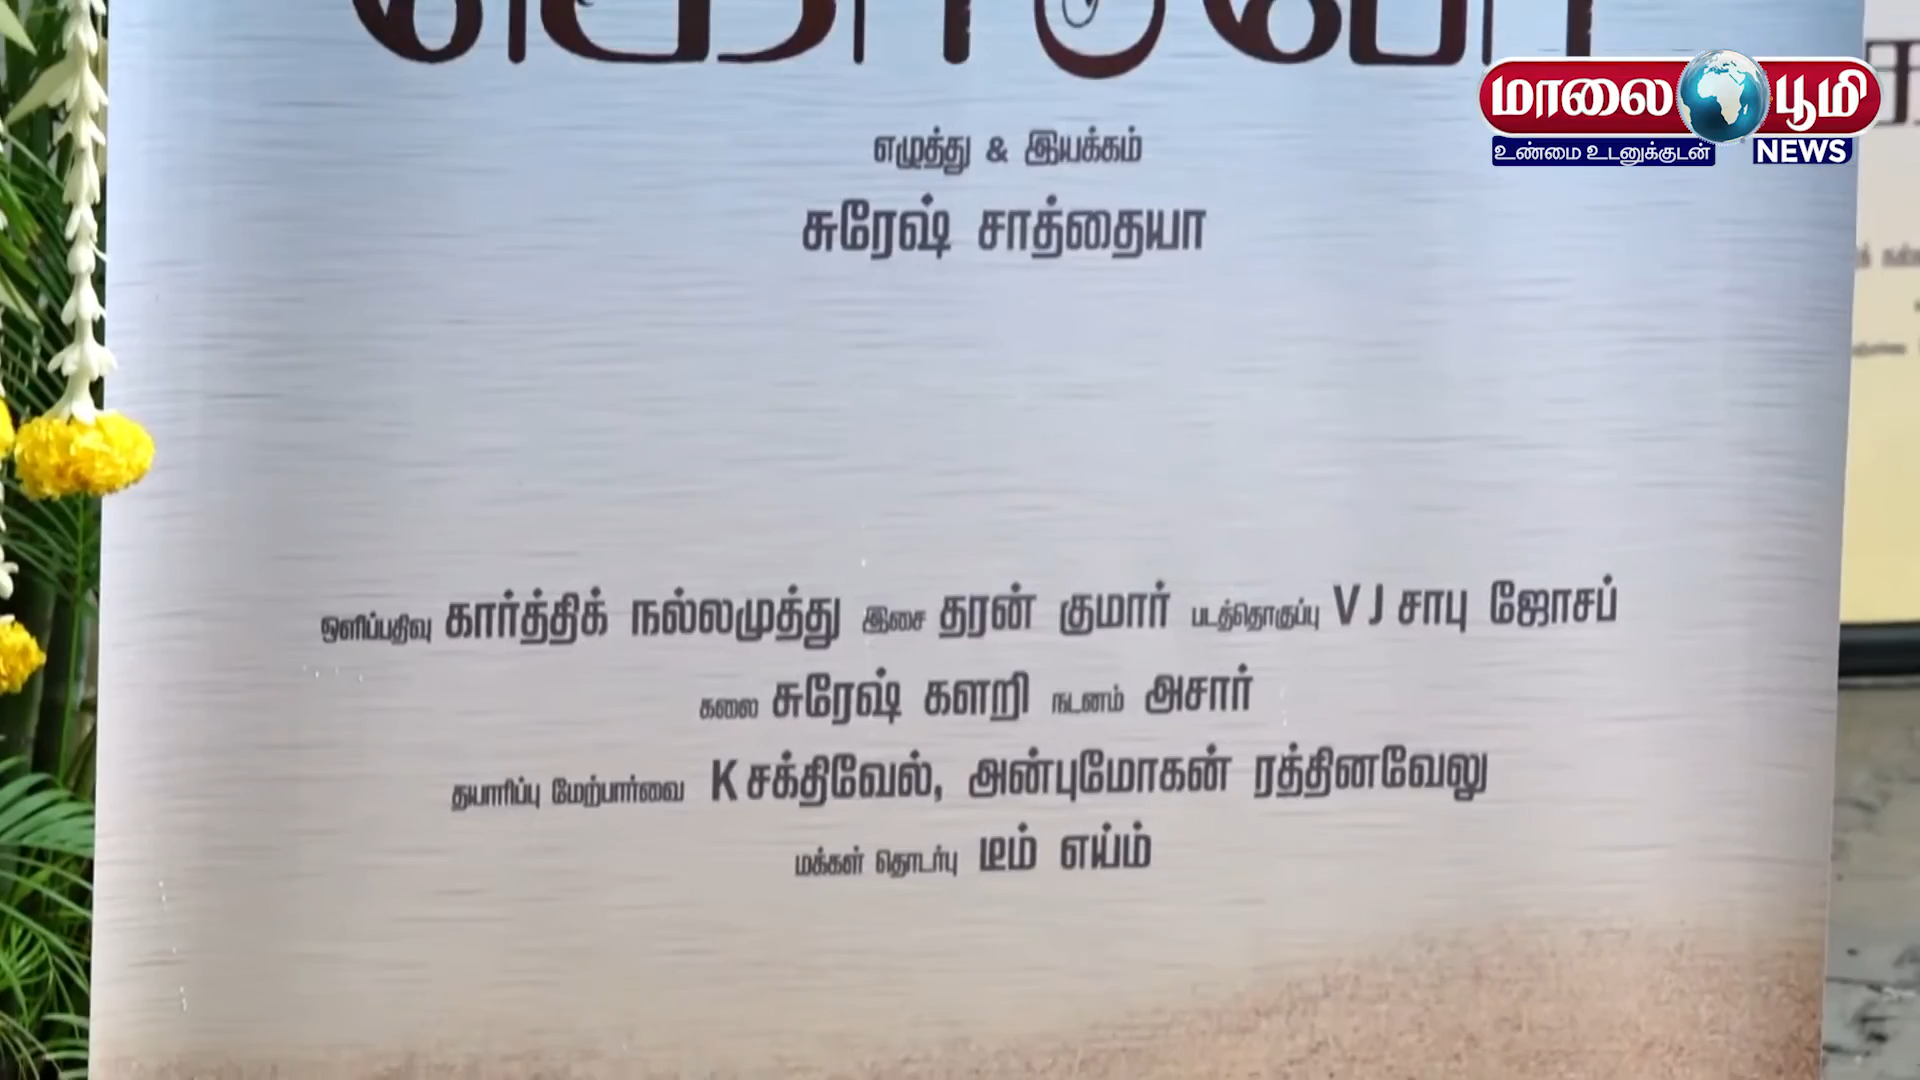 மாலை பூமி
உண்மை உடனுக்குடன் NEWS
எழுத்து & இயக்கம்
சுரேஷ் சாத்தையா
ஒளிப்பதிவு கார்த்திக் நல்லமுத்து இசை தரன் குமார் படத்தொகுப்பு V J சாபு ஜோசப்
கலை சுரேஷ் களறி நடனம் அசார்
தயாரிப்பு மேற்பார்வை K சக்திவேல், அன்புமோகன் ரத்தினவேலு
மக்கள் தொடர்பு டீம் எய்ம்